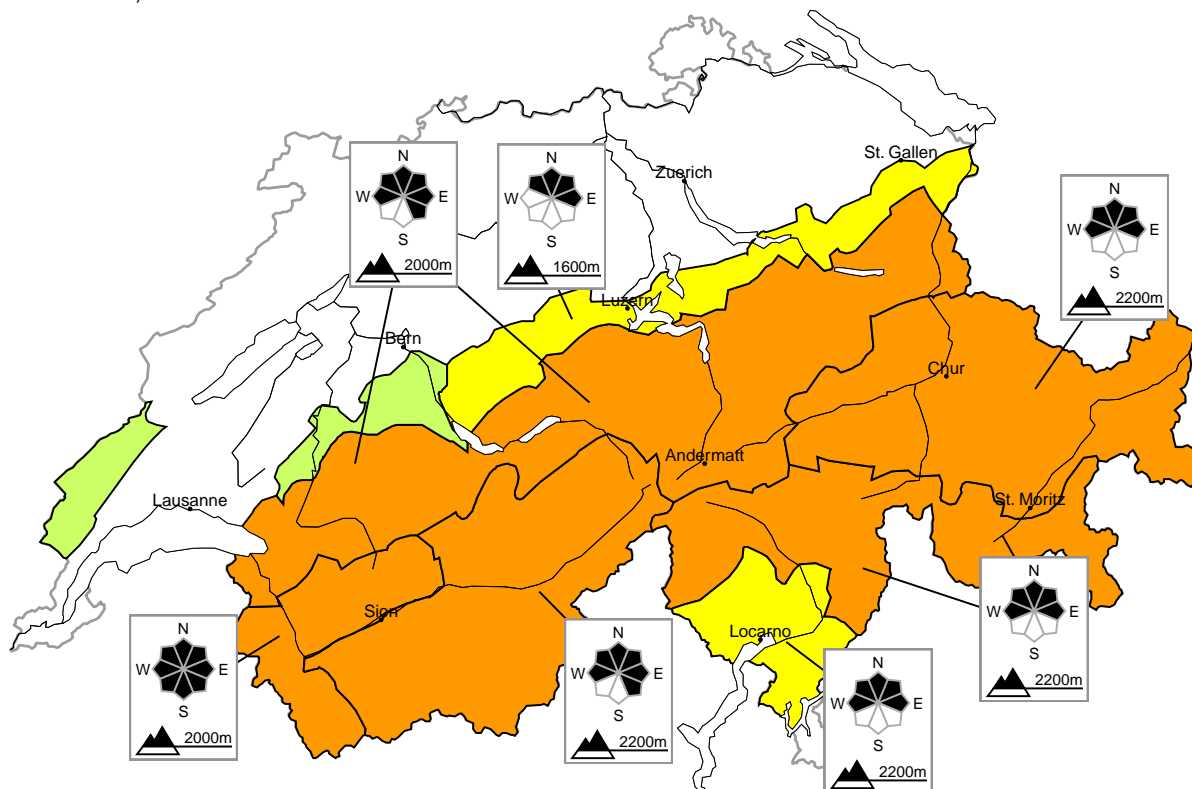 St. Gallen
Zuerich
N
W E
S
2000m
N
W E
S
1600m
N
W E
S
2200m
Luzern
Bern
Chur
Andermatt
Lausanne
St. Moritz
Sion
Locarno
N
W E
S
2000m
N
W E
S
2200m
N
W E
S
2200m
N
W E
S
2200m